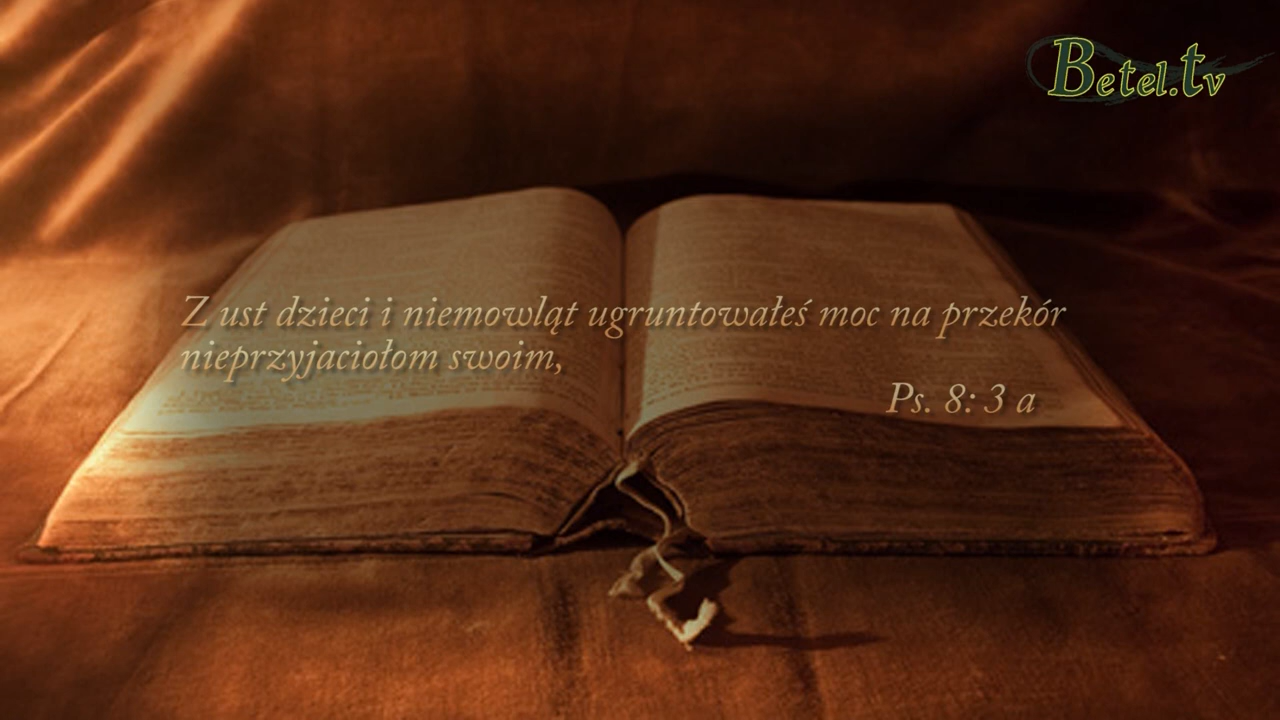 Betel.tv
Z ust dzieci i niemowląt ugruntowałeś moc na przekór
nieprzyjaciołom swoim,
Ps. 8: 3 a